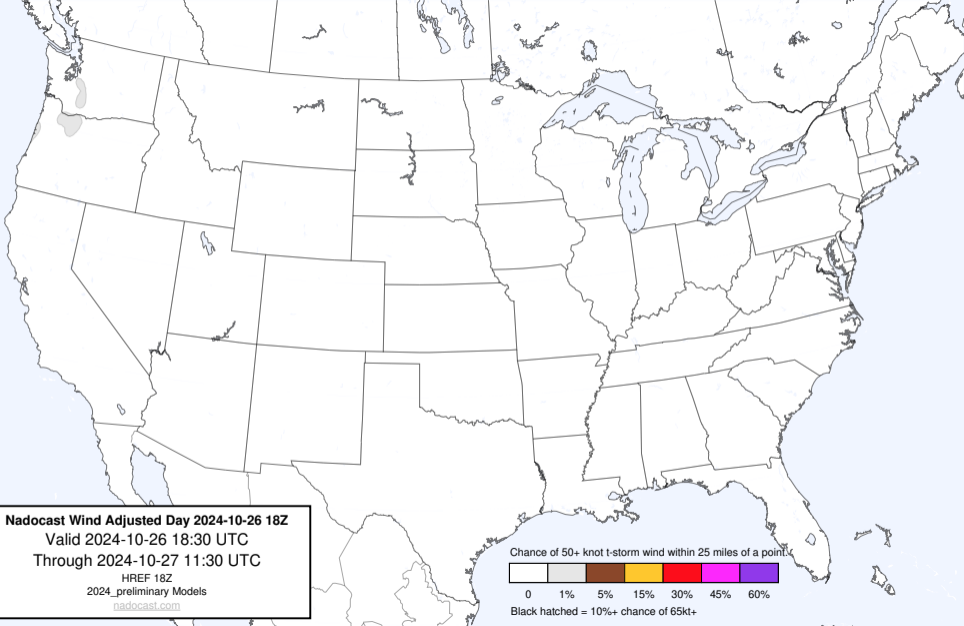 Nadocast Wind Adjusted Day 2024-10-26 18Z
Valid 2024-10-26 18:30 UTC
Through 2024-10-27 11:30 UTC
HREF 18Z
2024_preliminary Models
nadocast.com
Chance of 50+ knot t-storm wind within 25 miles of a point.
0 1% 5% 15% 30% 45% 60%
Black hatched = 10%+ chance of 65kt+